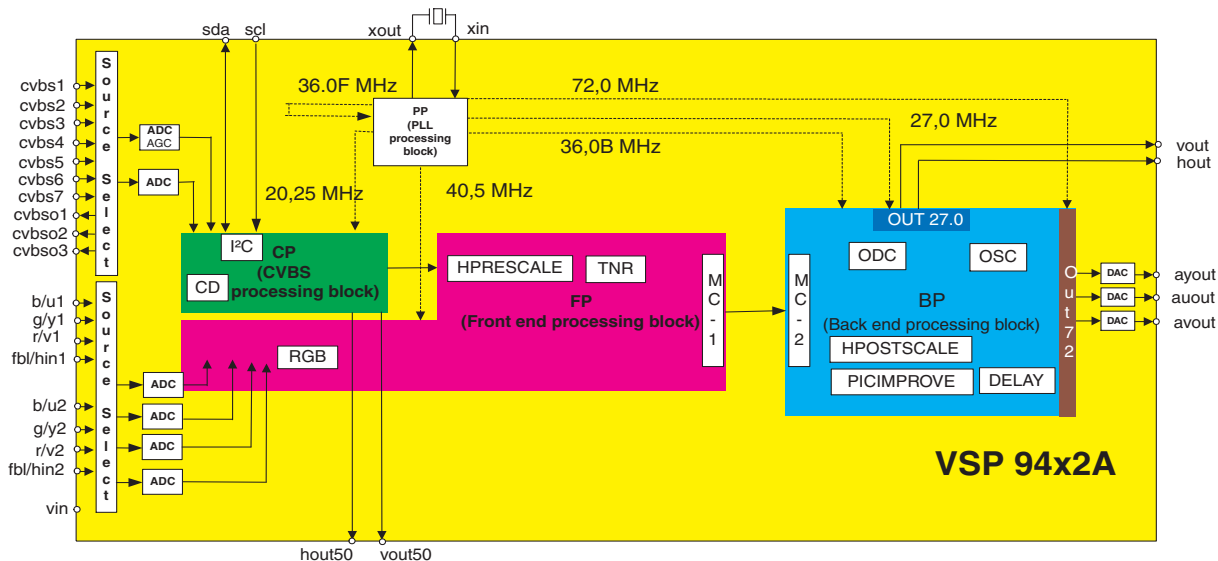 sda
scl
xout
xin
cvbs1
cvbs2
cvbs3
cvbs4
cvbs5
cvbs6
cvbs7
cvbso1
cvbso2
cvbso3
Source Select
ADC
AGC
ADC
36.0F MHz
72,0 MHz
PP
(PLL
processing
block)
27,0 MHz
36,0B MHz
20,25 MHz
40,5 MHz
vout
hout
I²C
CP
(CVBS
processing block)
CD
HPRESCALE
TNR
FP
(Front end processing block)
RGB
MC-1
MC-2
OUT 27.0
ODC
OSC
BP
(Back end processing block)
HPOSTSCALE
PICIMPROVE
DELAY
Out72
DAC
DAC
DAC
ayout
auout
avout
b/u1
g/y1
r/v1
fbl/hin1
b/u2
g/y2
r/v2
fbl/hin2
vin
Source Select
ADC
ADC
ADC
ADC
VSP 94x2A
hout50
vout50